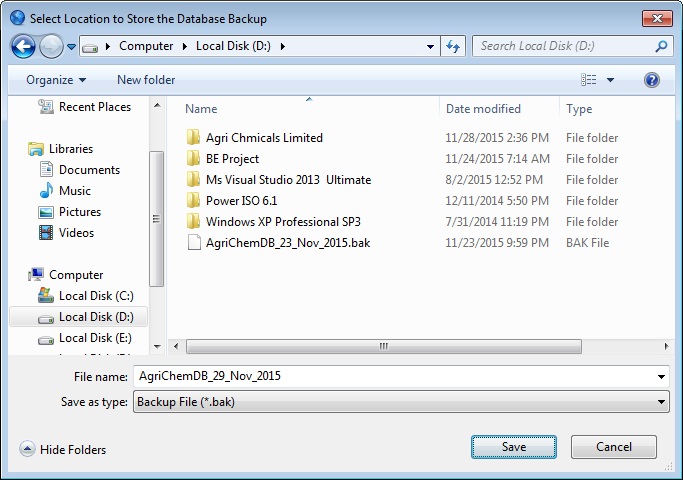 Select Location to Store the Database Backup
Computer Local Disk (D:) Search Local Disk (D:)
Organize New folder
Name Date modified Type
Recent Places
Libraries
Documents
Music
Pictures
Videos
Computer
Local Disk (C:)
Local Disk (D:)
Local Disk (E:)
Agri Chmicals Limited 11/28/2015 2:36 PM File folder
BE Project 11/24/2015 7:14 AM File folder
Ms Visual Studio 2013 Ultimate 8/2/2015 12:52 PM File folder
Power ISO 6.1 12/11/2014 5:50 PM File folder
Windows XP Professional SP3 7/31/2014 11:19 PM File folder
AgriChemDB_23_Nov_2015.bak 11/23/2015 9:59 PM BAK File
File name: AgriChemDB_29_Nov_2015
Save as type: Backup File (*.bak)
Hide Folders Save Cancel